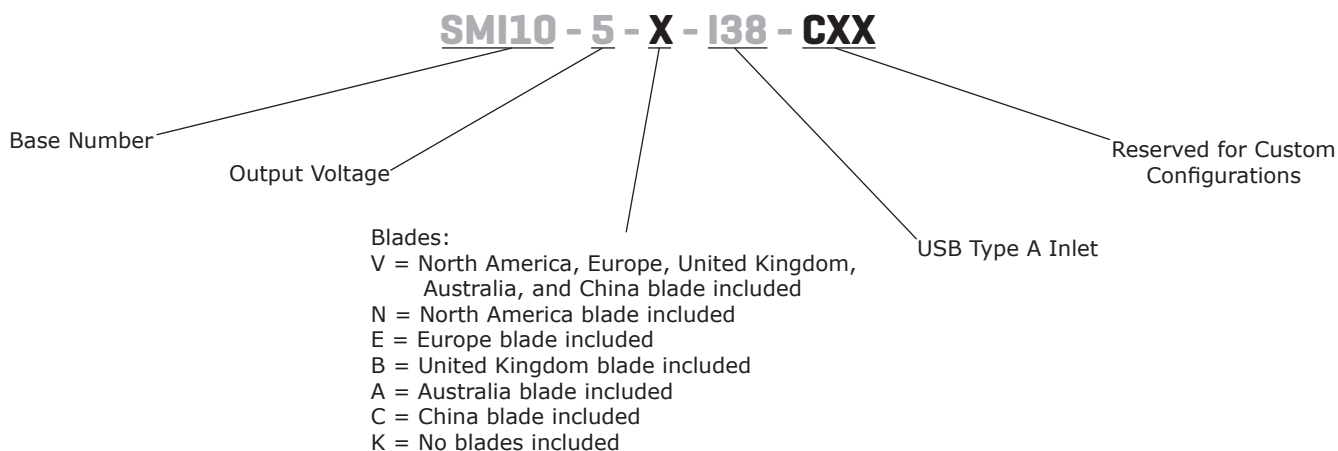 SMI10 - 5 - X - I38 - CXX
Base Number
Output Voltage
Reserved for Custom
Configurations
USB Type A Inlet
Blades:
V = North America, Europe, United Kingdom,
Australia, and China blade included
N = North America blade included
E = Europe blade included
B = United Kingdom blade included
A = Australia blade included
C = China blade included
K = No blades included